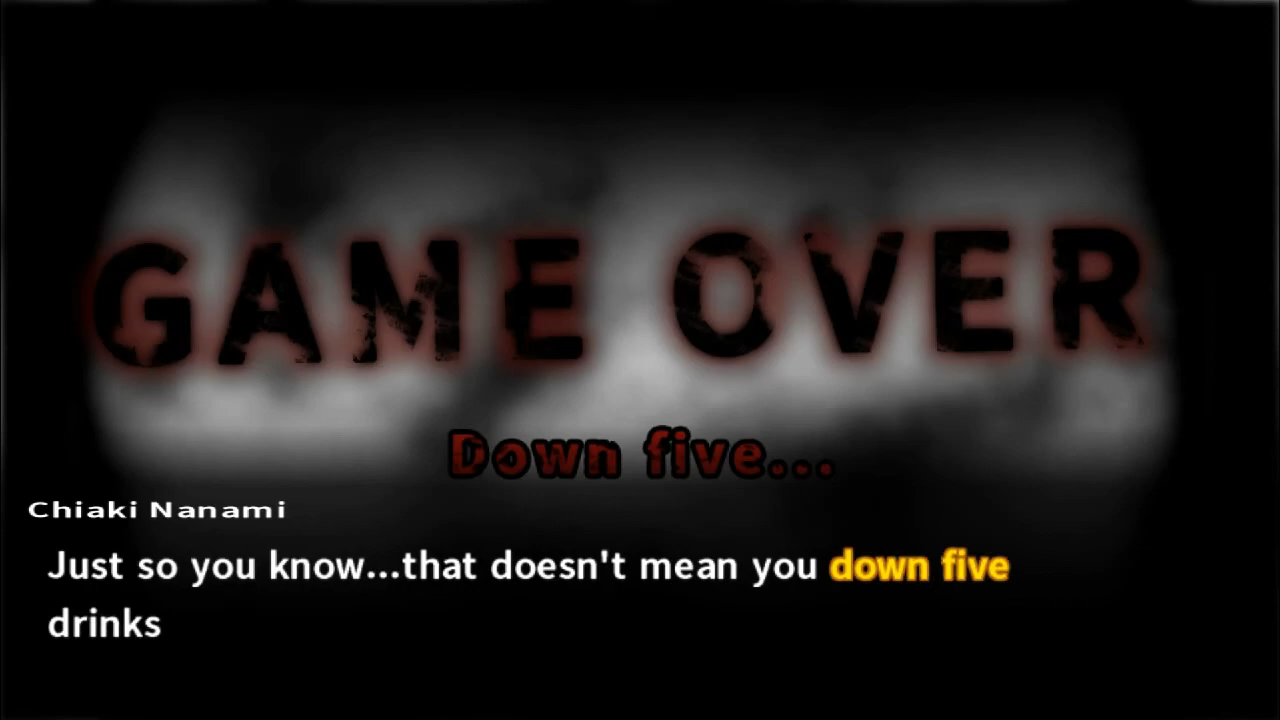 GAME OVER
Down five...
Chiaki Nanami
Just so you know...that doesn't mean you down five
drinks